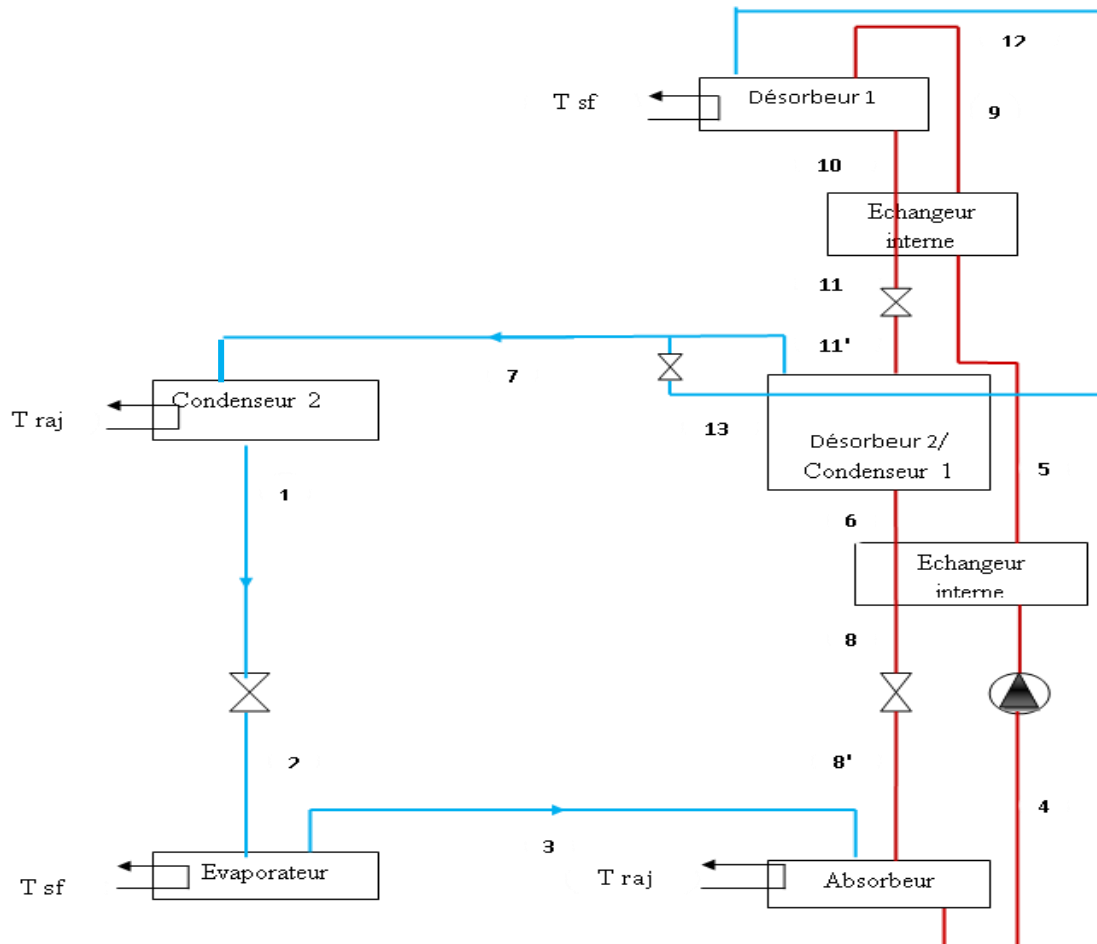 12
T sf
Désorbeur 1
9
10
Echangeur
interne
11
11'
7
Condenseur 2
T raj
13
Désorbeur 2/
Condenseur 1
5
1
6
Echangeur
interne
8
2
8'
4
3
Evaporateur
T sf
T raj
Absorbeur